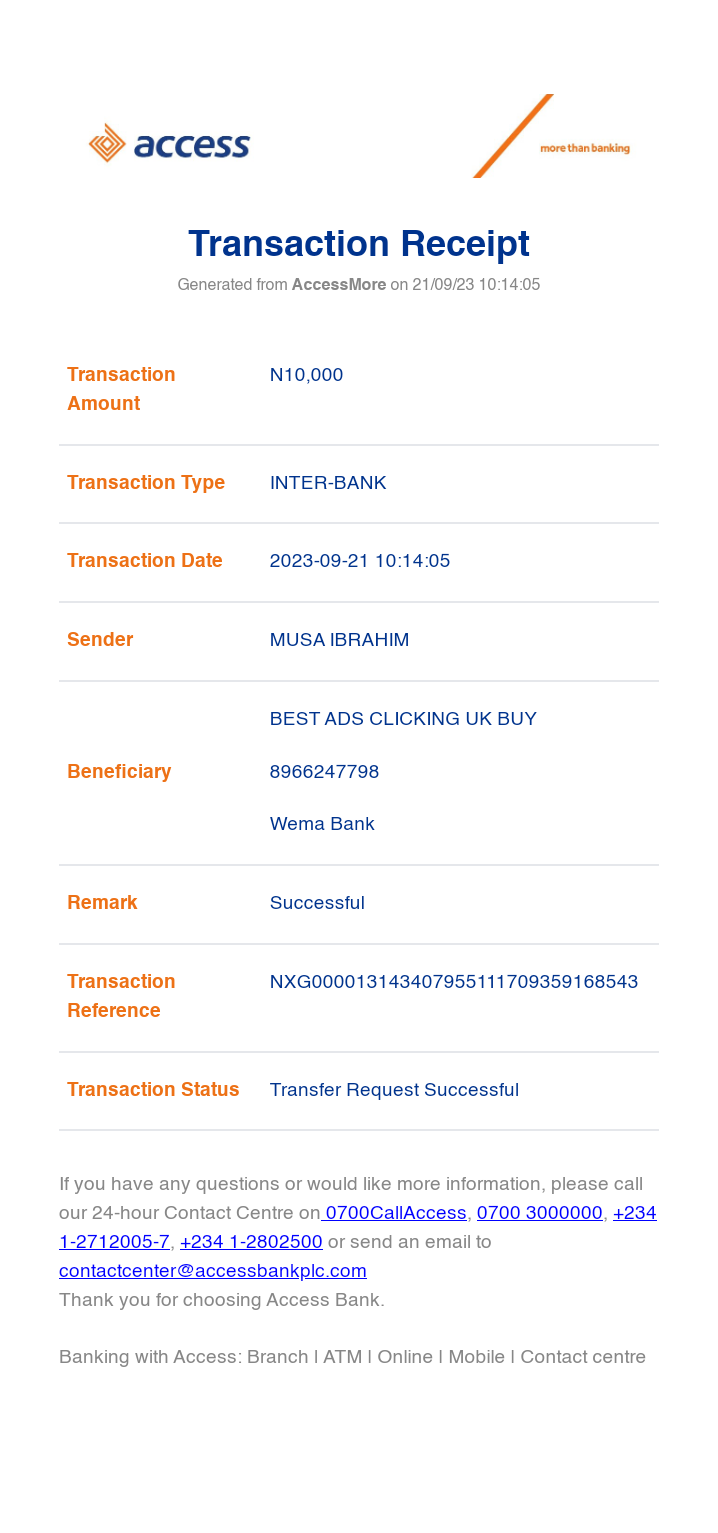 access
more than banking
Transaction Receipt
Generated from AccessMore on 21/09/23 10:14:05
Transaction Amount
N10,000
Transaction Type
INTER-BANK
Transaction Date
2023-09-21 10:14:05
Sender
MUSA IBRAHIM
Beneficiary
BEST ADS CLICKING UK BUY
8966247798
Wema Bank
Remark
Successful
Transaction Reference
NXG000013143407955111709359168543
Transaction Status
Transfer Request Successful
If you have any questions or would like more information, please call
our 24-hour Contact Centre on 0700CallAccess, 0700 3000000, +234
1-2712005-7, +234 1-2802500 or send an email to
contactcenter@accessbankplc.com
Thank you for choosing Access Bank.
Banking with Access: Branch l ATM l Online l Mobile l Contact centre